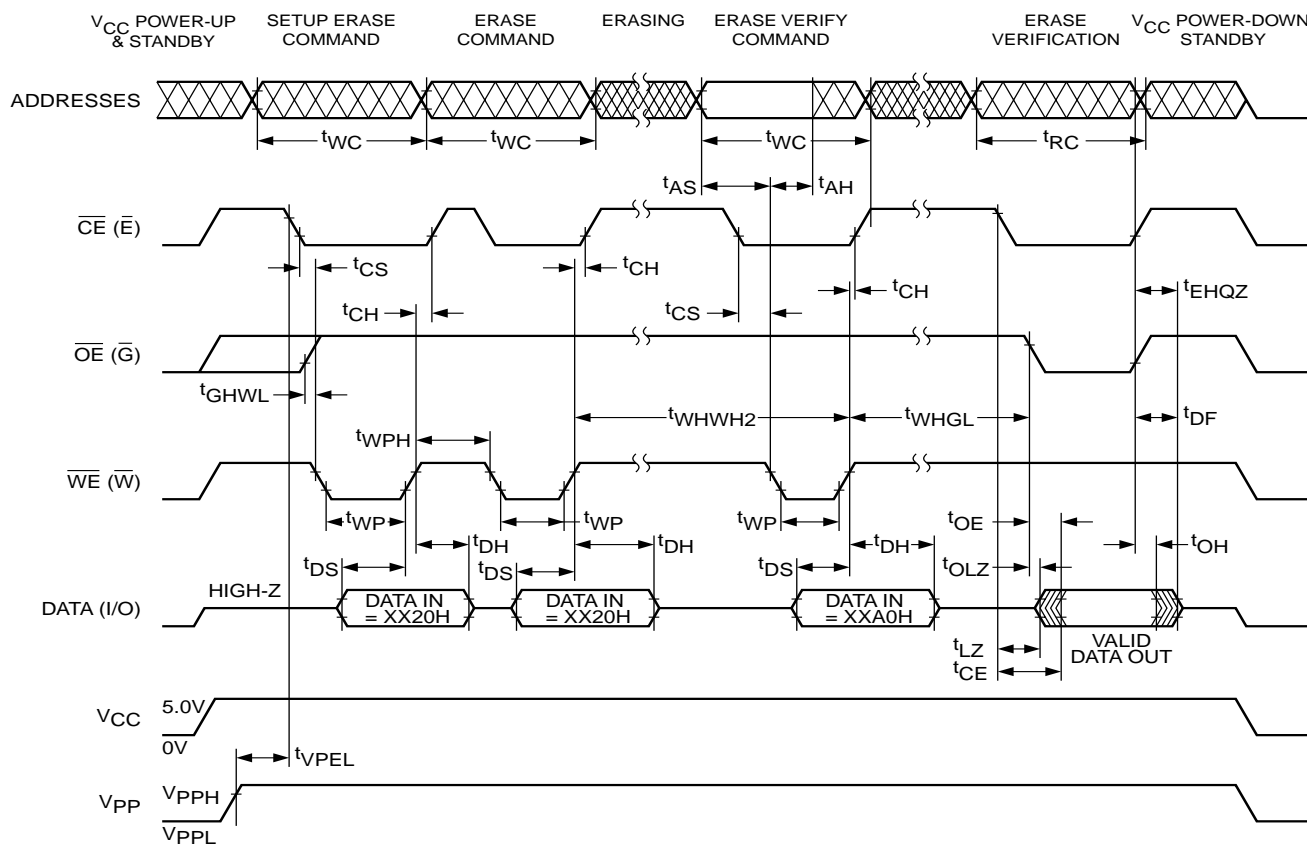 VCC POWER-UP & STANDBY
SETUP ERASE COMMAND
ERASE COMMAND
ERASING
ERASE VERIFY COMMAND
ERASE VERIFICATION
VCC POWER-DOWN STANDBY
ADDRESSES
tWC
tWC
tWC
tRC
tAS
tAH
CE (E)
tCS
tCH
tCH
tCS
tCH
tEHQZ
OE (G)
tGHWL
tWHWH2
tWHGL
tDF
tWPH
WE (W)
tWP
tWP
tWP
tOE
tDH
tDH
tDH
tOH
tDS
tDS
tDS
tOLZ
HIGH-Z
DATA (I/O)
DATA IN = XX20H
DATA IN = XX20H
DATA IN = XXA0H
VALID DATA OUT
tLZ
tCE
VCC
5.0V
0V
tVPEL
VPP
VPPH
VPPL